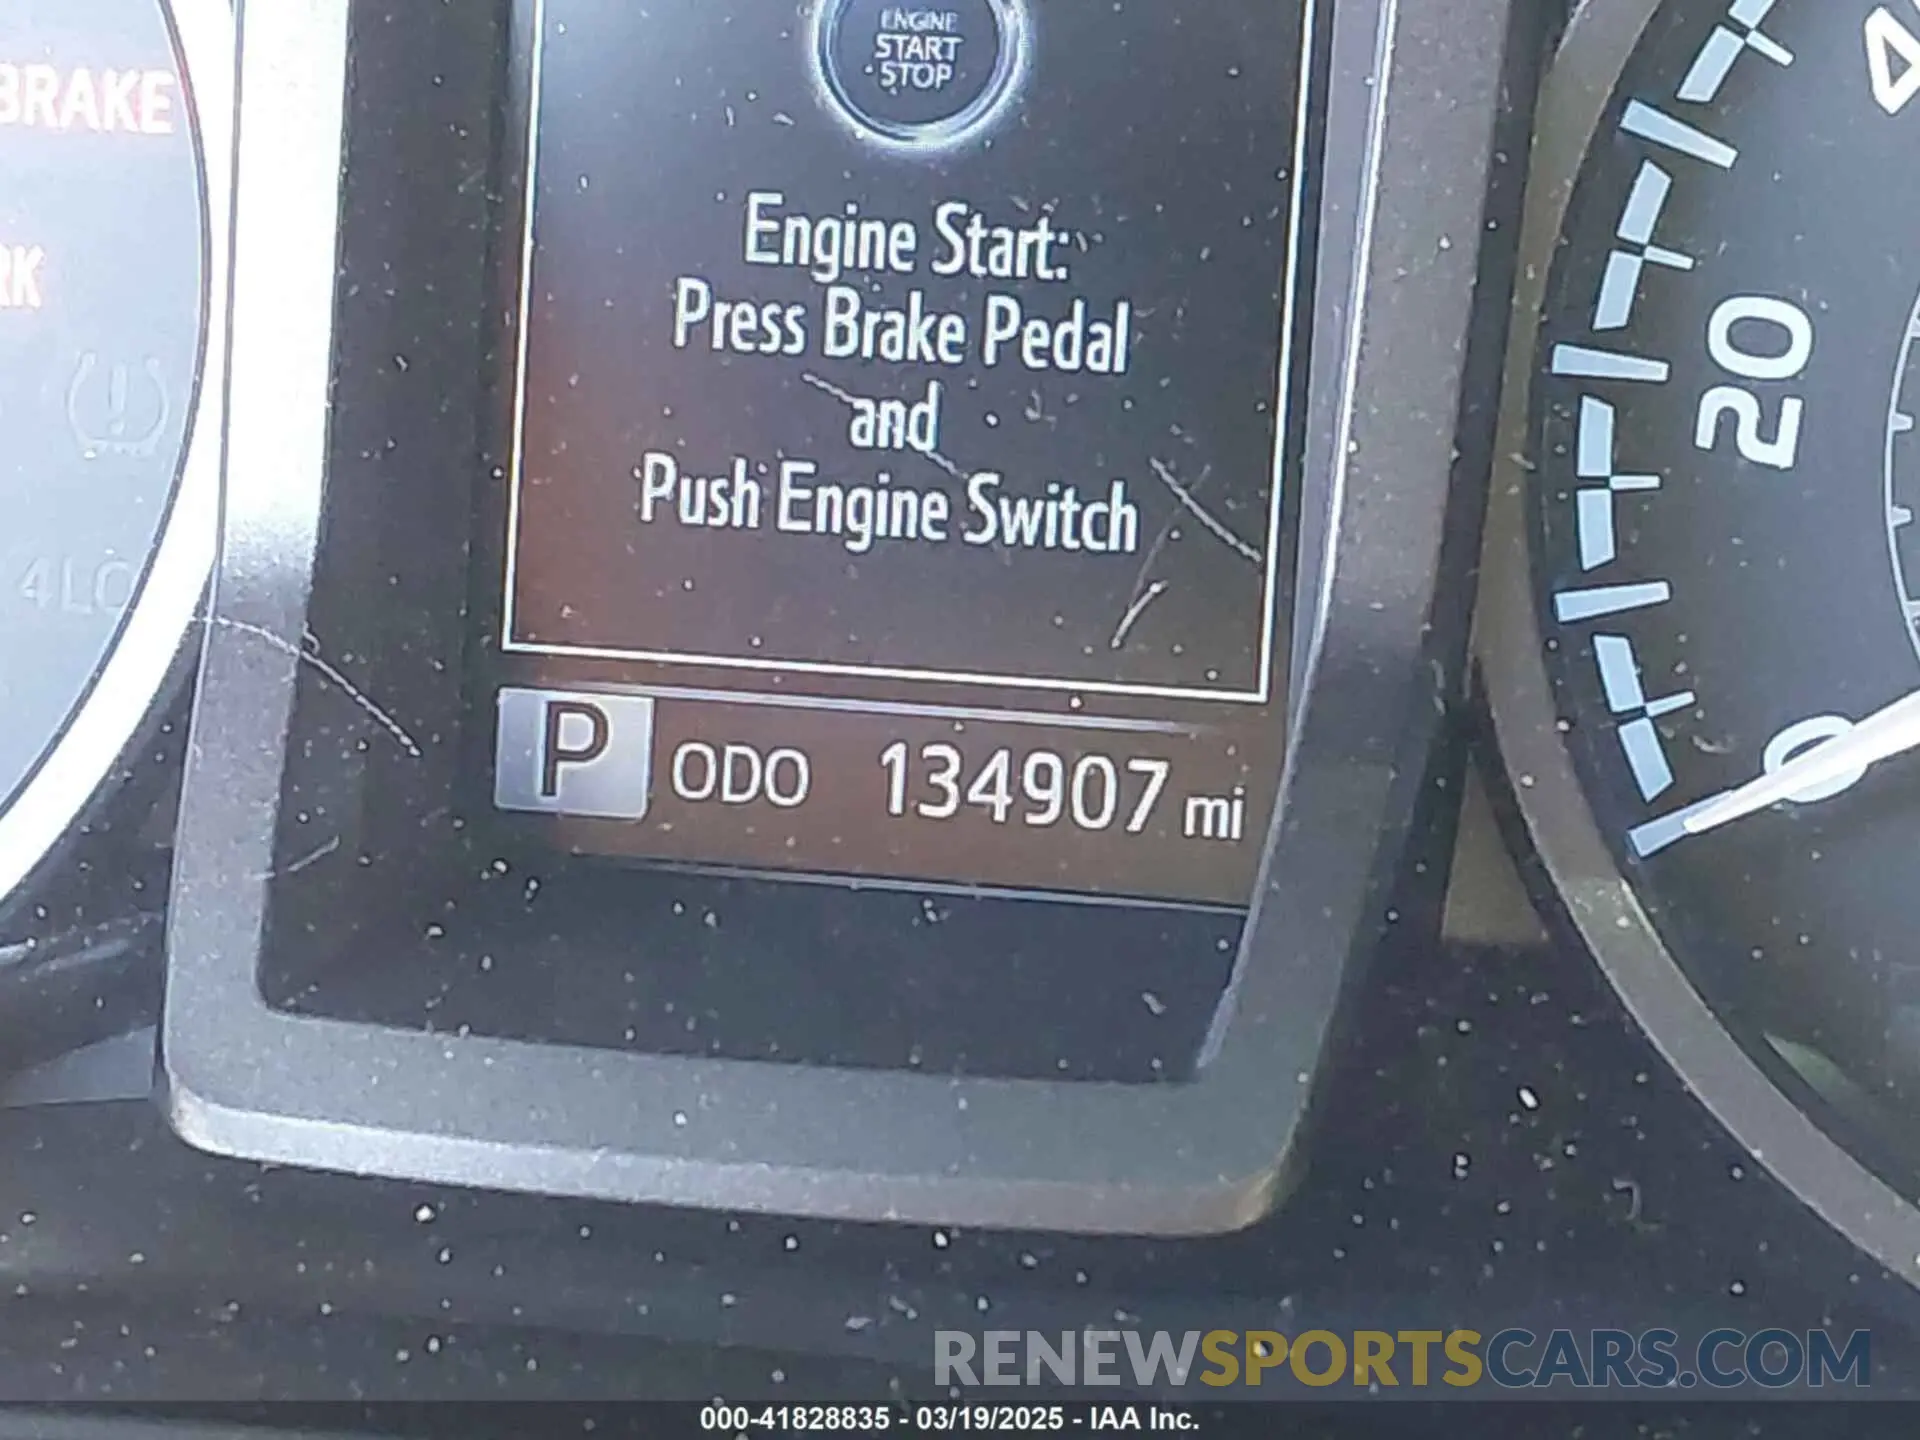 ENGINE
START
STOP
BRAKE
Engine Start:
Press Brake Pedal
and
Push Engine Switch
20
0
P ODO 134907 mi
RENEWSPORTSCARS.COM
000-41828835 - 03/19/2025 - IAA Inc.